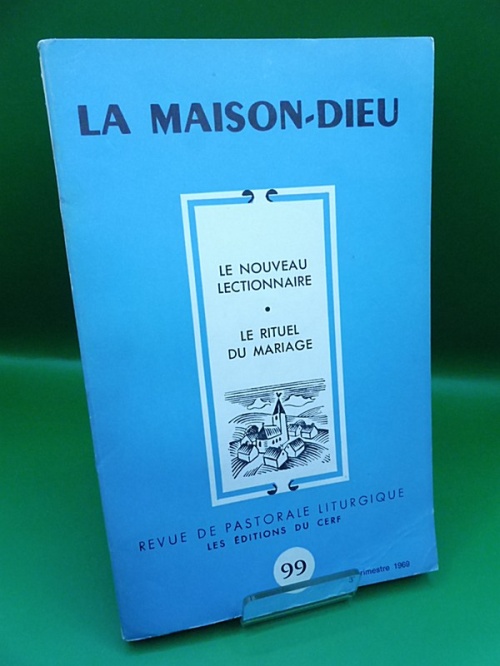 LA MAISON-DIEU
LE NOUVEAU
LECTIONNAIRE
•
LE RITUEL
DU MARIAGE
REVUE DE PASTORALE LITURGIQUE
LES ÉDITIONS DU CERF
99
trimestre 1969